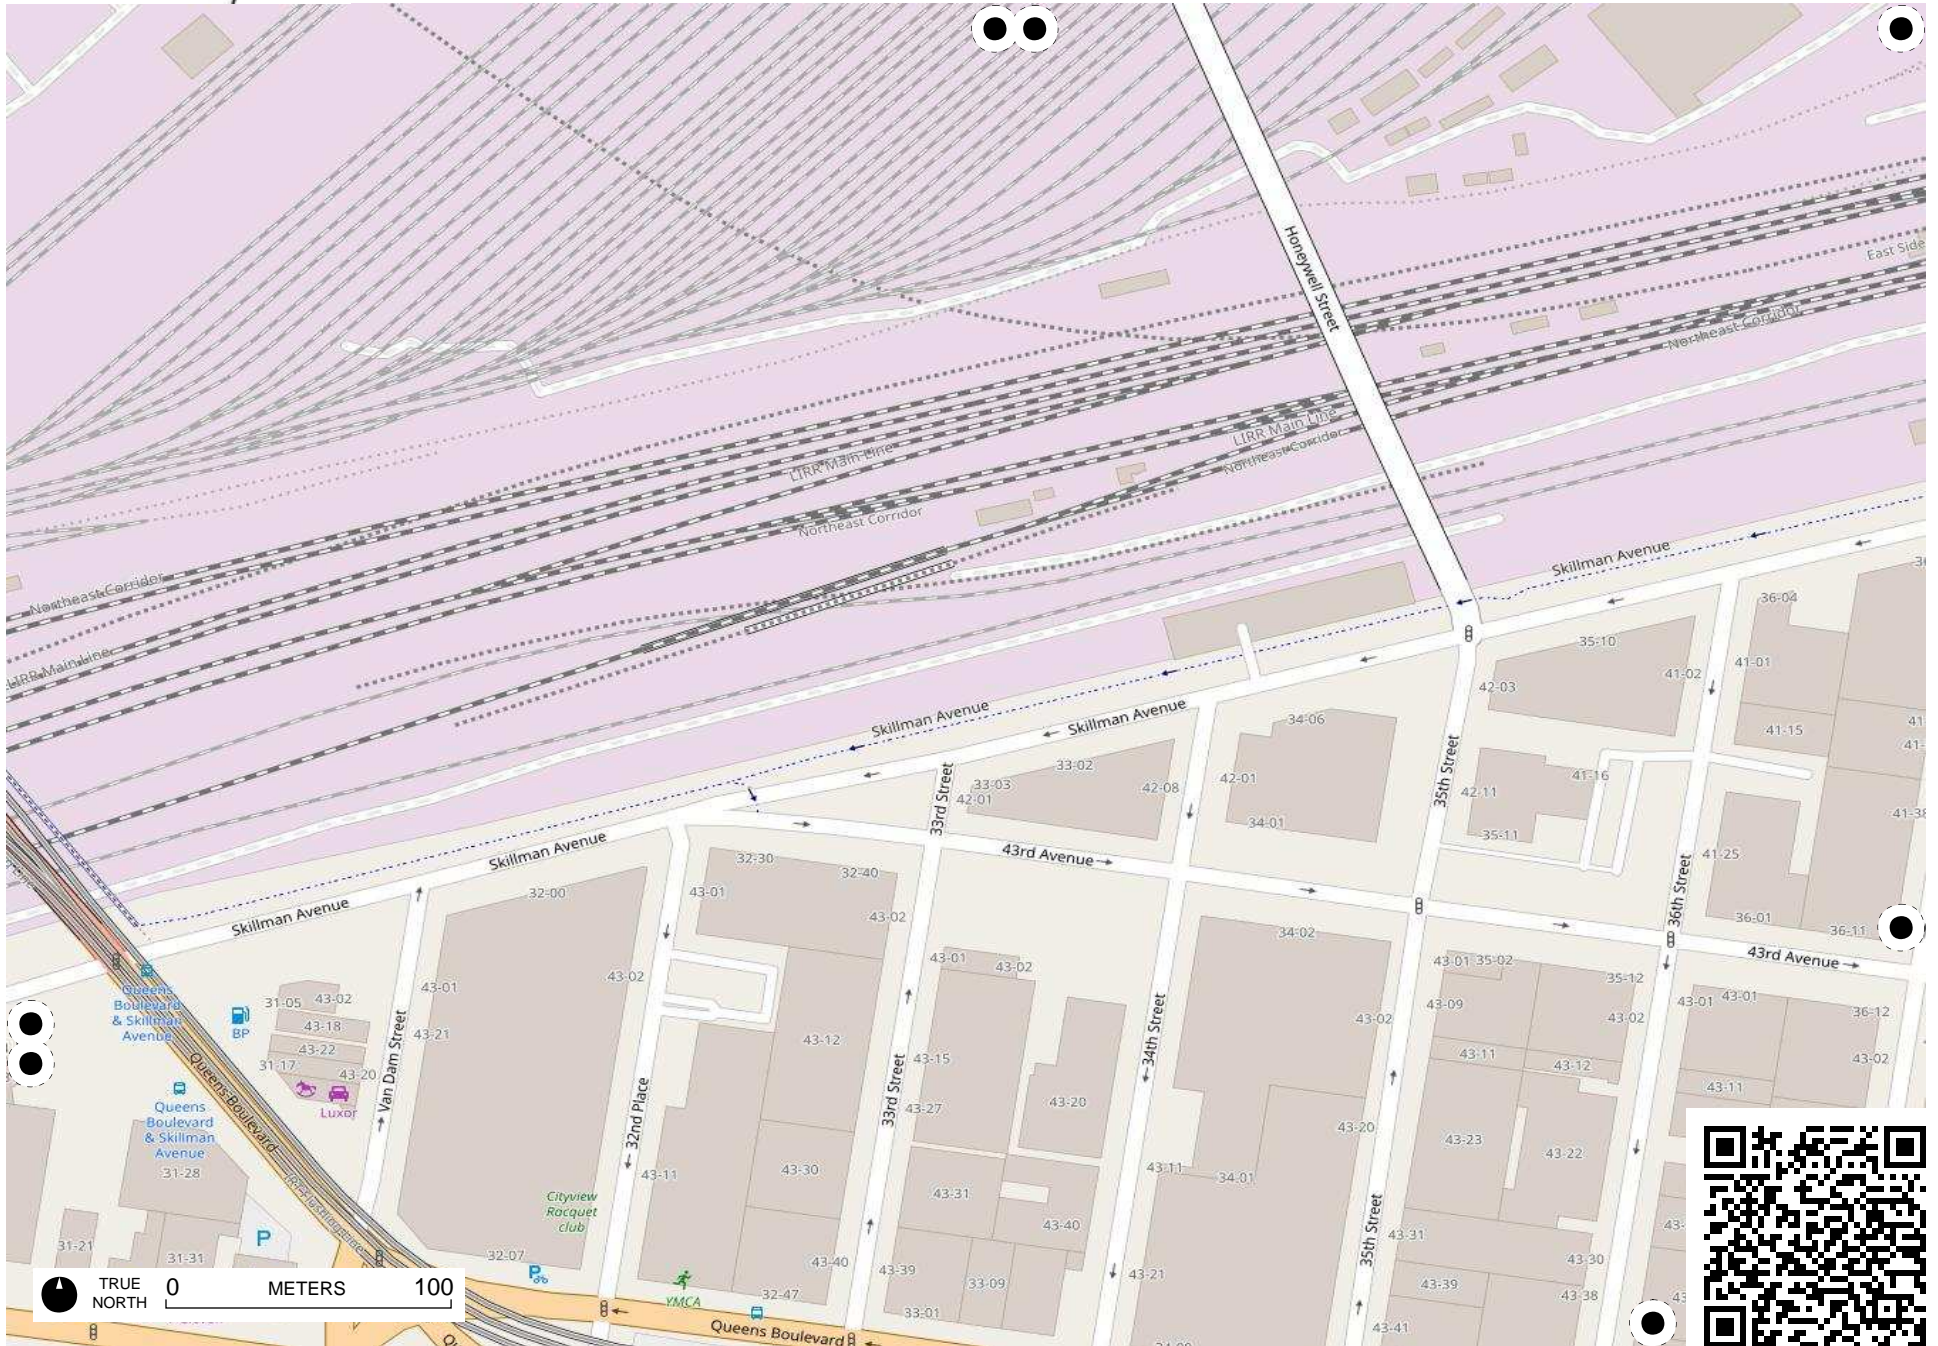 Honeywell Street
East Side
Northeast Corridor
LIRR Main Line
Northeast Corridor
LIRR Main Line
Northeast Corridor
Northeast Corridor
LIRR Main Line
Skillman Avenue
36-04
35-10
41-01
41-02
42-03
41-15
Skillman Avenue
Skillman Avenue
34-06
33-02
33-03
42-01
42-08
42-01
34-01
33rd Street
35th Street
41-16
42-11
35-11
41-38
41-25
36-01
36-11
36th Street
43rd Avenue
43rd Avenue
Skillman Avenue
Skillman Avenue
32-00
32-30
32-40
43-01
43-02
43-02
43-01
43-21
34-02
43-01
43-02
43-01
35-02
35-12
43-09
43-02
43-02
43-01
43-01
36-12
43-02
43-11
Queens
Boulevard
& Skillman
Avenue
BP
31-05
43-02
43-18
43-22
31-17
43-20
Luxor
Van Dam Street
32nd Place
33rd Street
34th Street
35th Street
43-12
43-15
43-27
43-20
43-20
43-11
43-12
43-23
43-22
Queens
Boulevard
& Skillman
Avenue
31-28
Queens Boulevard
43-11
43-30
43-31
43-40
43-11
34-01
43-31
43-30
Cityview
Racquet
club
P
31-21
31-31
32-07
P
YMCA
32-47
43-40
43-39
33-09
33-01
43-21
43-39
43-38
43-41
Queens Boulevard
TRUE
NORTH
0
METERS
100